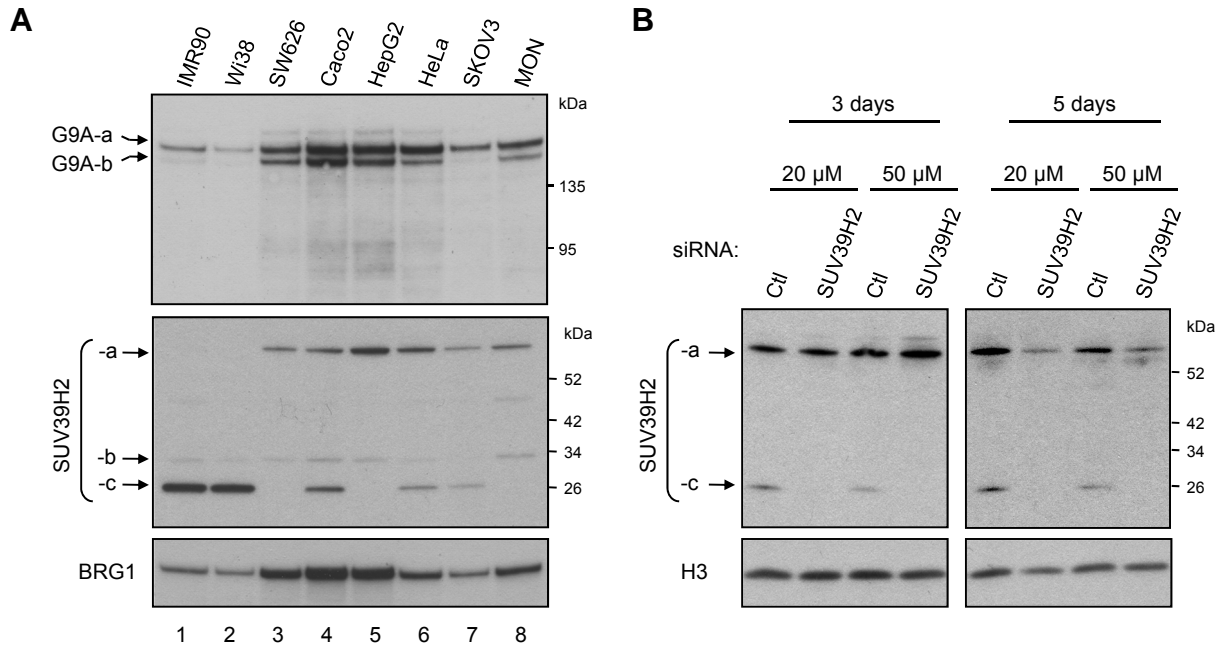 A
IMR90
Wi38
SW626
Caco2
HepG2
HeLa
SKOV3
MON
kDa
G9A-a
G9A-b
135
95
kDa
SUV39H2
-a
-b
-c
52
42
34
26
BRG1
1 2 3 4 5 6 7 8
B
3 days 5 days
20 µM 50 µM 20 µM 50 µM
siRNA:
Ctl
SUV39H2
Ctl
SUV39H2
Ctl
SUV39H2
Ctl
SUV39H2
kDa
SUV39H2
-a
-c
52
42
34
26
H3